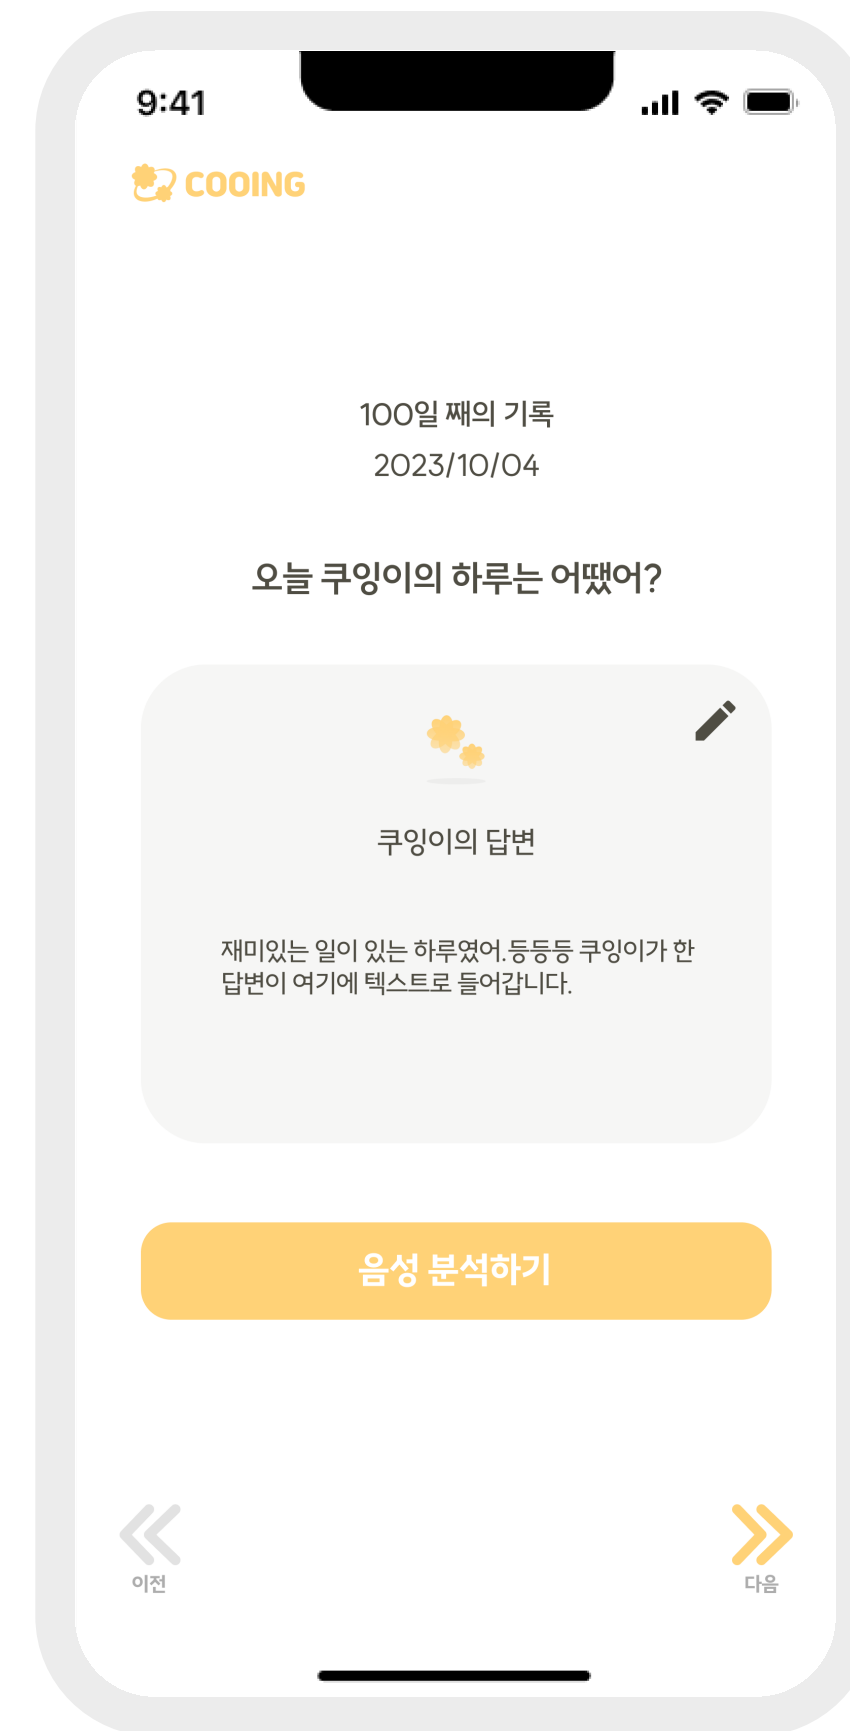 9:41
COOING
100일 째의 기록
2023/10/04
오늘 쿠잉이의 하루는 어땠어?
쿠잉이의 답변
재미있는 일이 있는 하루였어.등등등 쿠잉이가 한
답변이 여기에 텍스트로 들어갑니다.
음성 분석하기
이전
다음